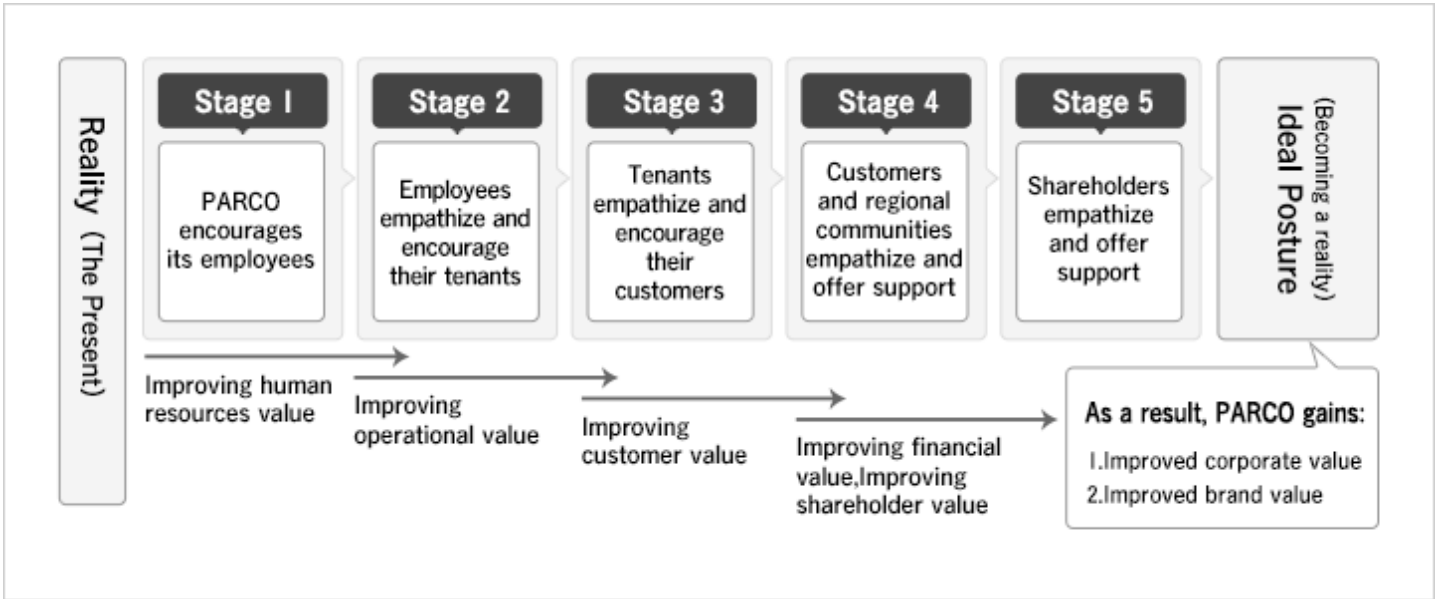 Reality (The Present)
Stage 1
PARCO
encourages
its employees
Stage 2
Employees
empathize and
encourage
their tenants
Stage 3
Tenants
empathize and
encourage
their
customers
Stage 4
Customers
and regional
communities
empathize and
offer support
Stage 5
Shareholders
empathize
and offer
support
(Becoming a reality)
Ideal Posture
Improving human
resources value
Improving
operational value
Improving
customer value
Improving financial
value,Improving
shareholder value
As a result, PARCO gains:
1.Improved corporate value
2.Improved brand value